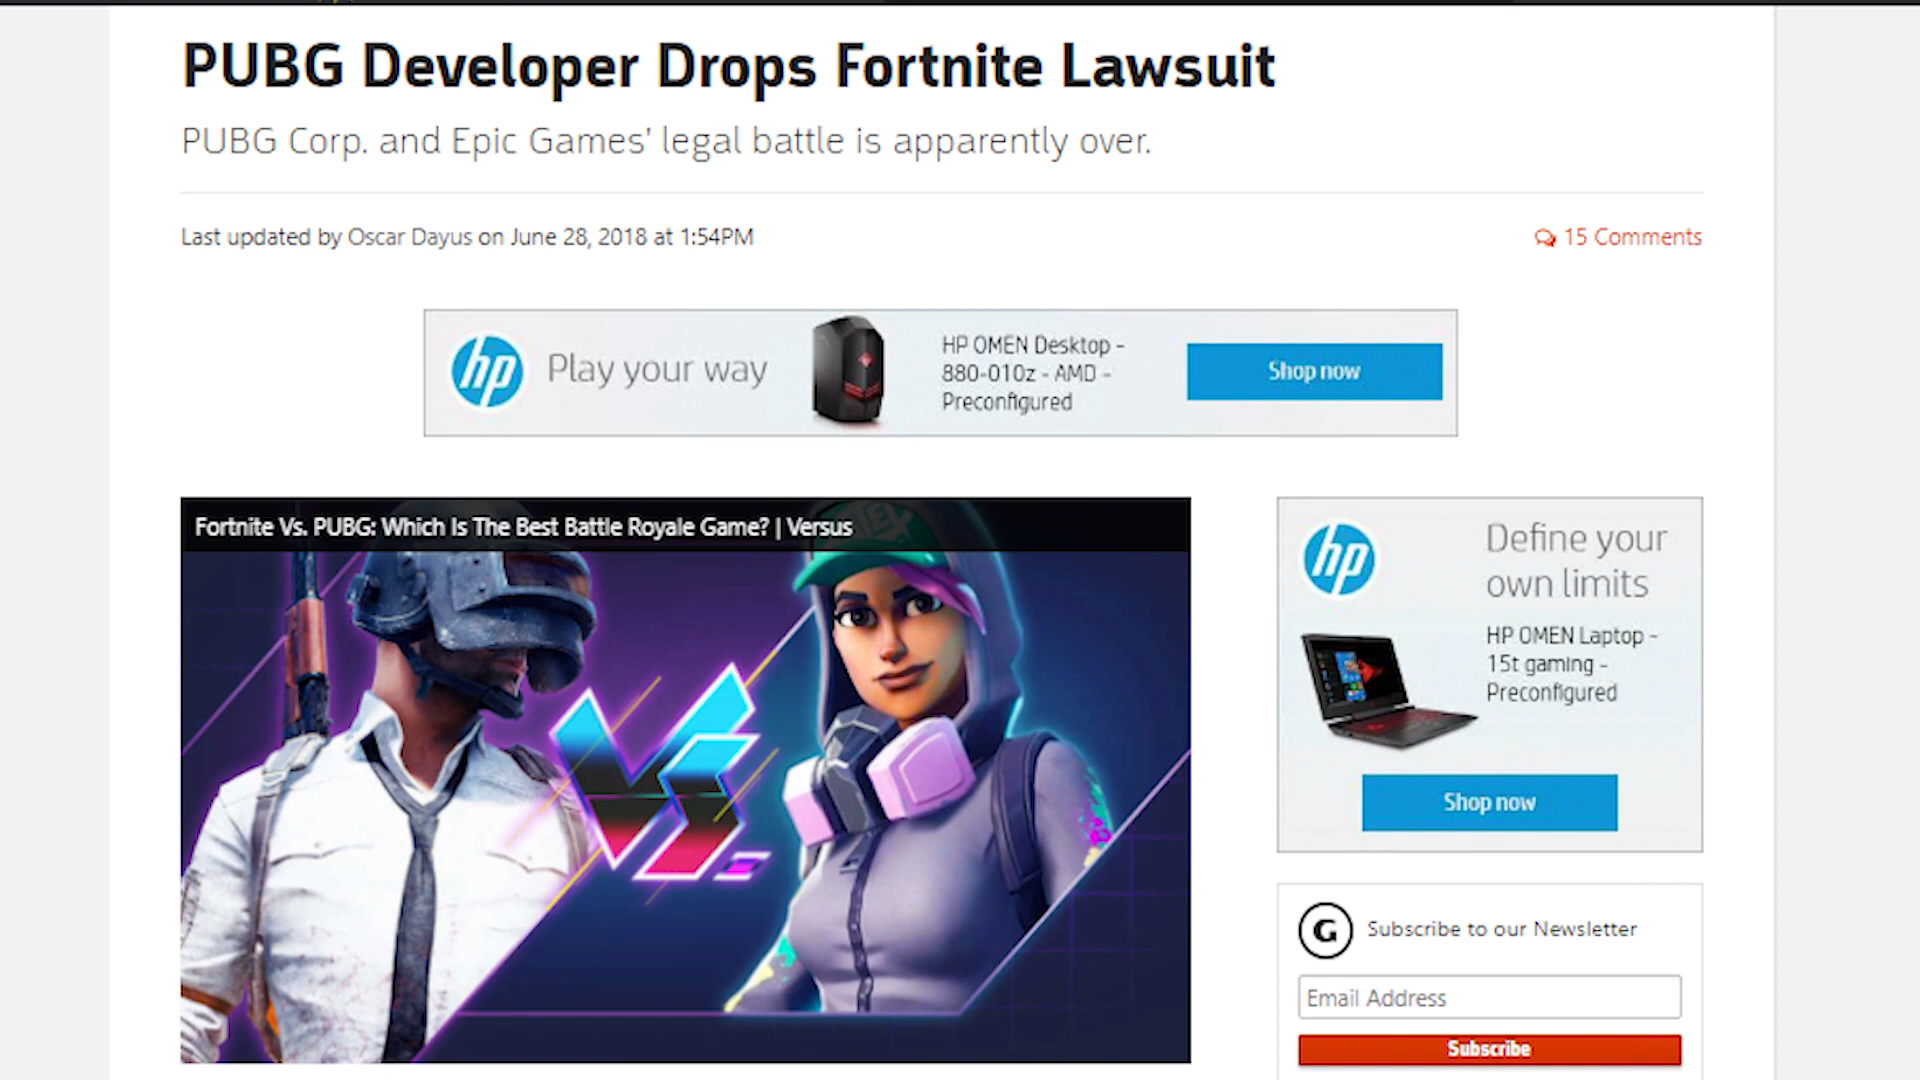 PUBG Developer Drops Fortnite Lawsuit
PUBG Corp. and Epic Games' legal battle is apparently over.
Last updated by Oscar Dayus on June 28, 2018 at 1:54PM
15 Comments
hp
Play your way
HP OMEN Desktop -
880-010z - AMD -
Preconfigured
Shop now
Fortnite Vs. PUBG: Which Is The Best Battle Royale Game? | Versus
VS.
hp
Define your
own limits
HP OMEN Laptop -
15t gaming -
Preconfigured
Shop now
G
Subscribe to our Newsletter
Email Address
Subscribe